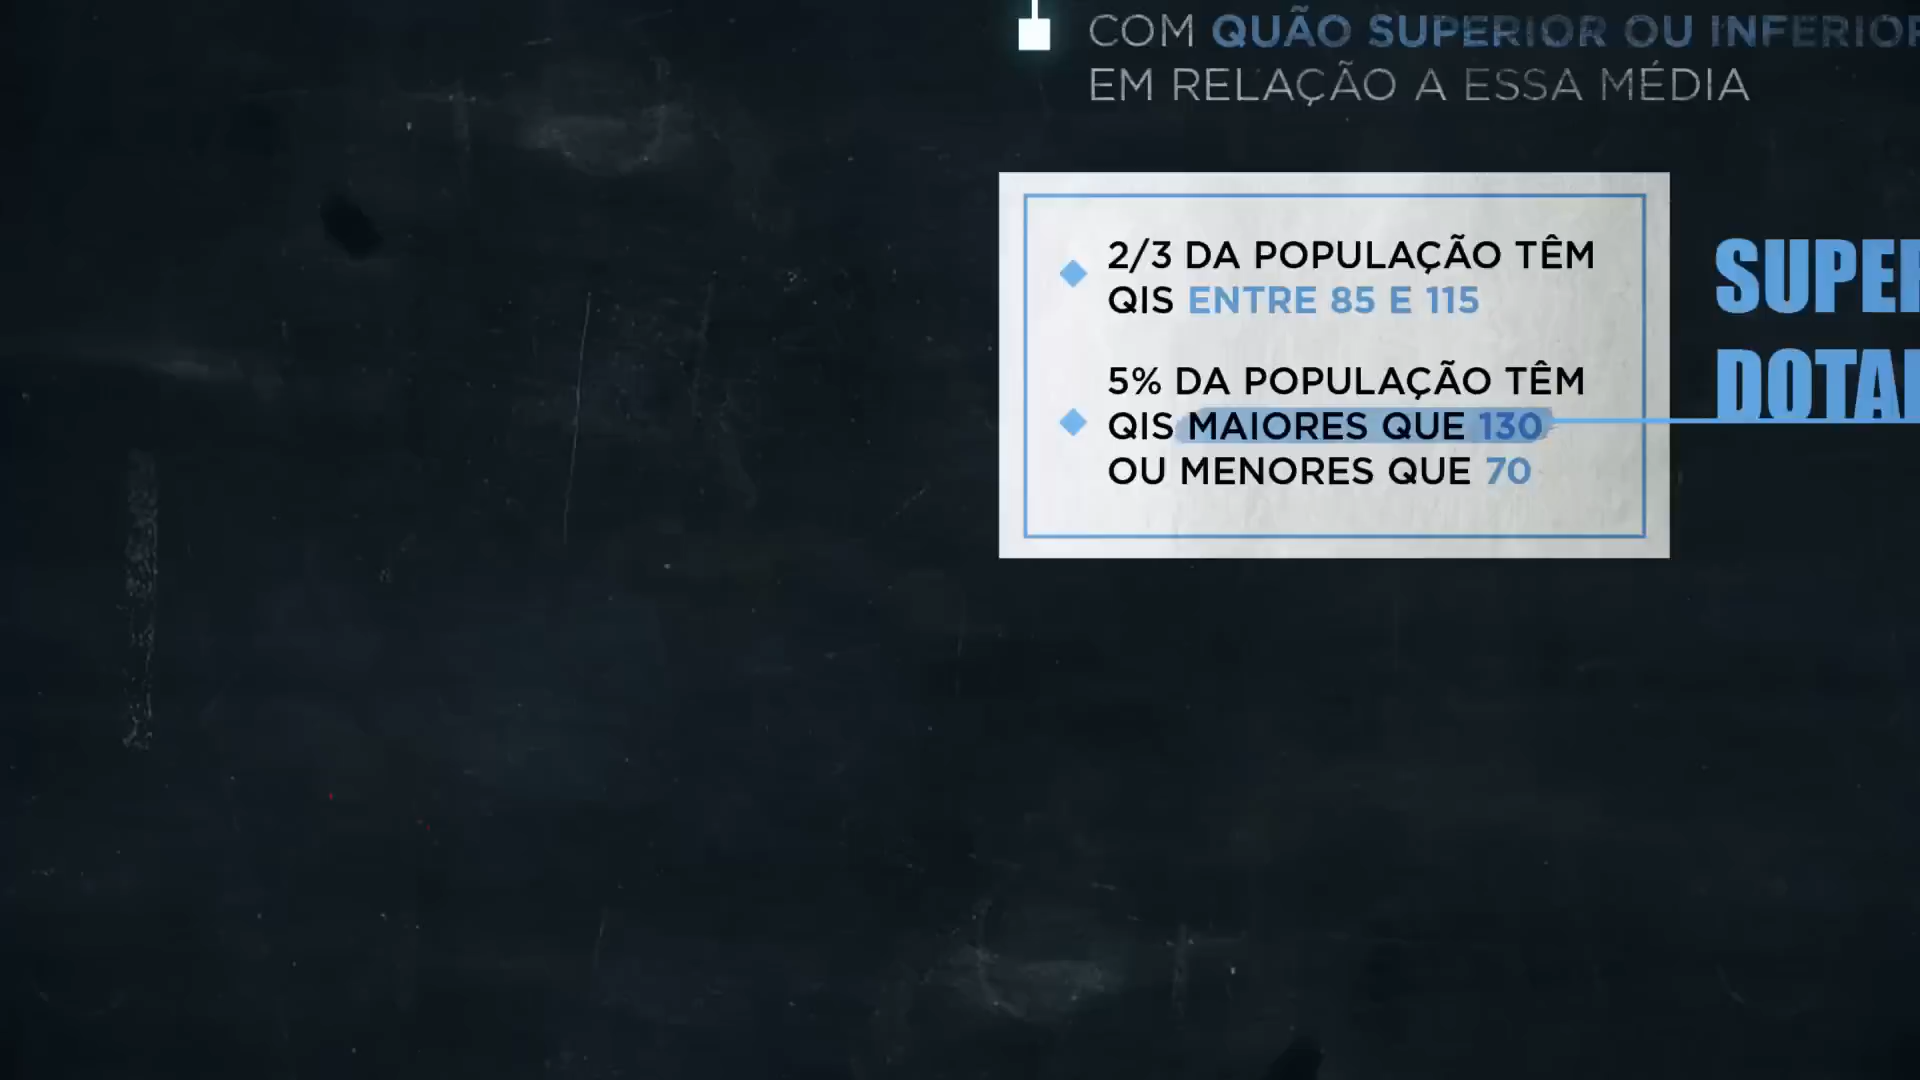 COM QUÃO SUPERIOR OU INFERIOR
EM RELAÇÃO A ESSA MÉDIA
2/3 DA POPULAÇÃO TÊM
QIS ENTRE 85 E 115
5% DA POPULAÇÃO TÊM
QIS MAIORES QUE 130
OU MENORES QUE 70